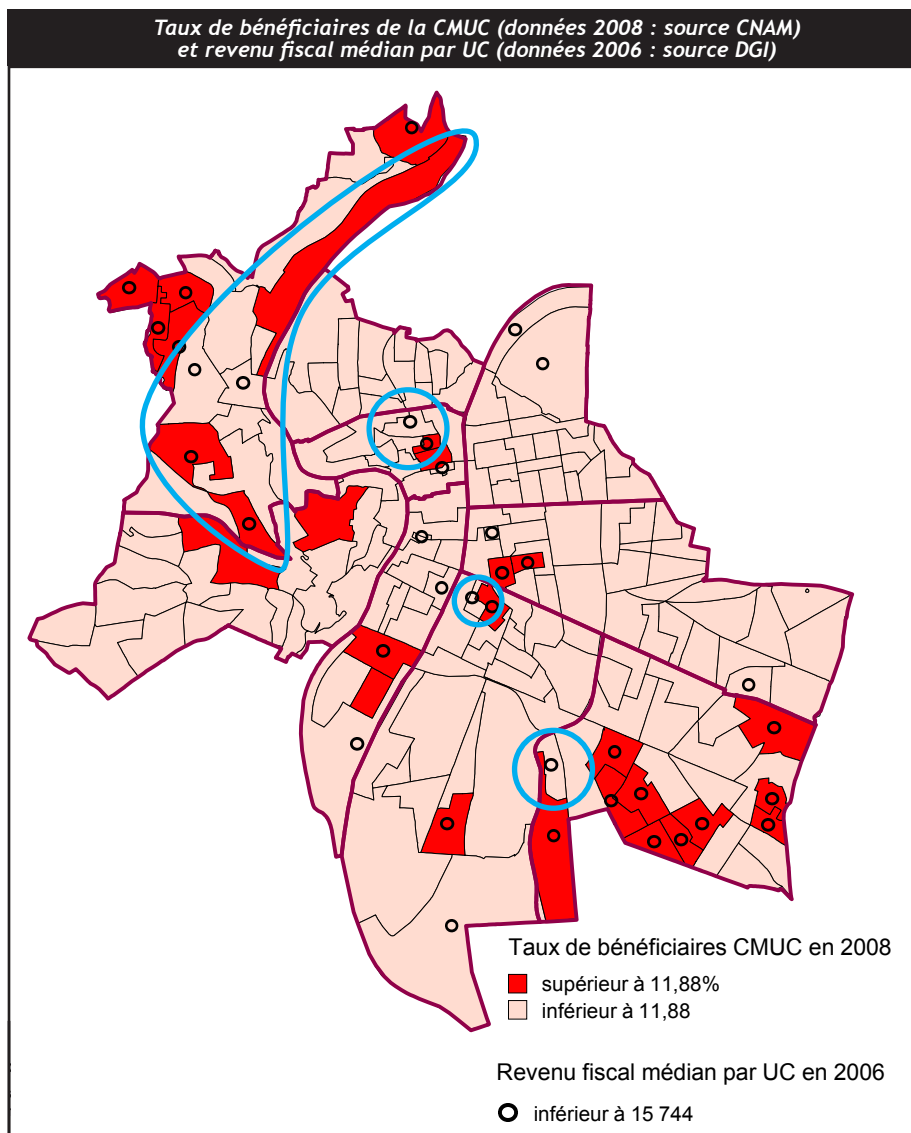 Taux de bénéficiaires de la CMUC (données 2008 : source CNAM)
et revenu fiscal médian par UC (données 2006 : source DGI)
Taux de bénéficiaires CMUC en 2008
supérieur à 11,88%
inférieur à 11,88
Revenu fiscal médian par UC en 2006
inférieur à 15 744